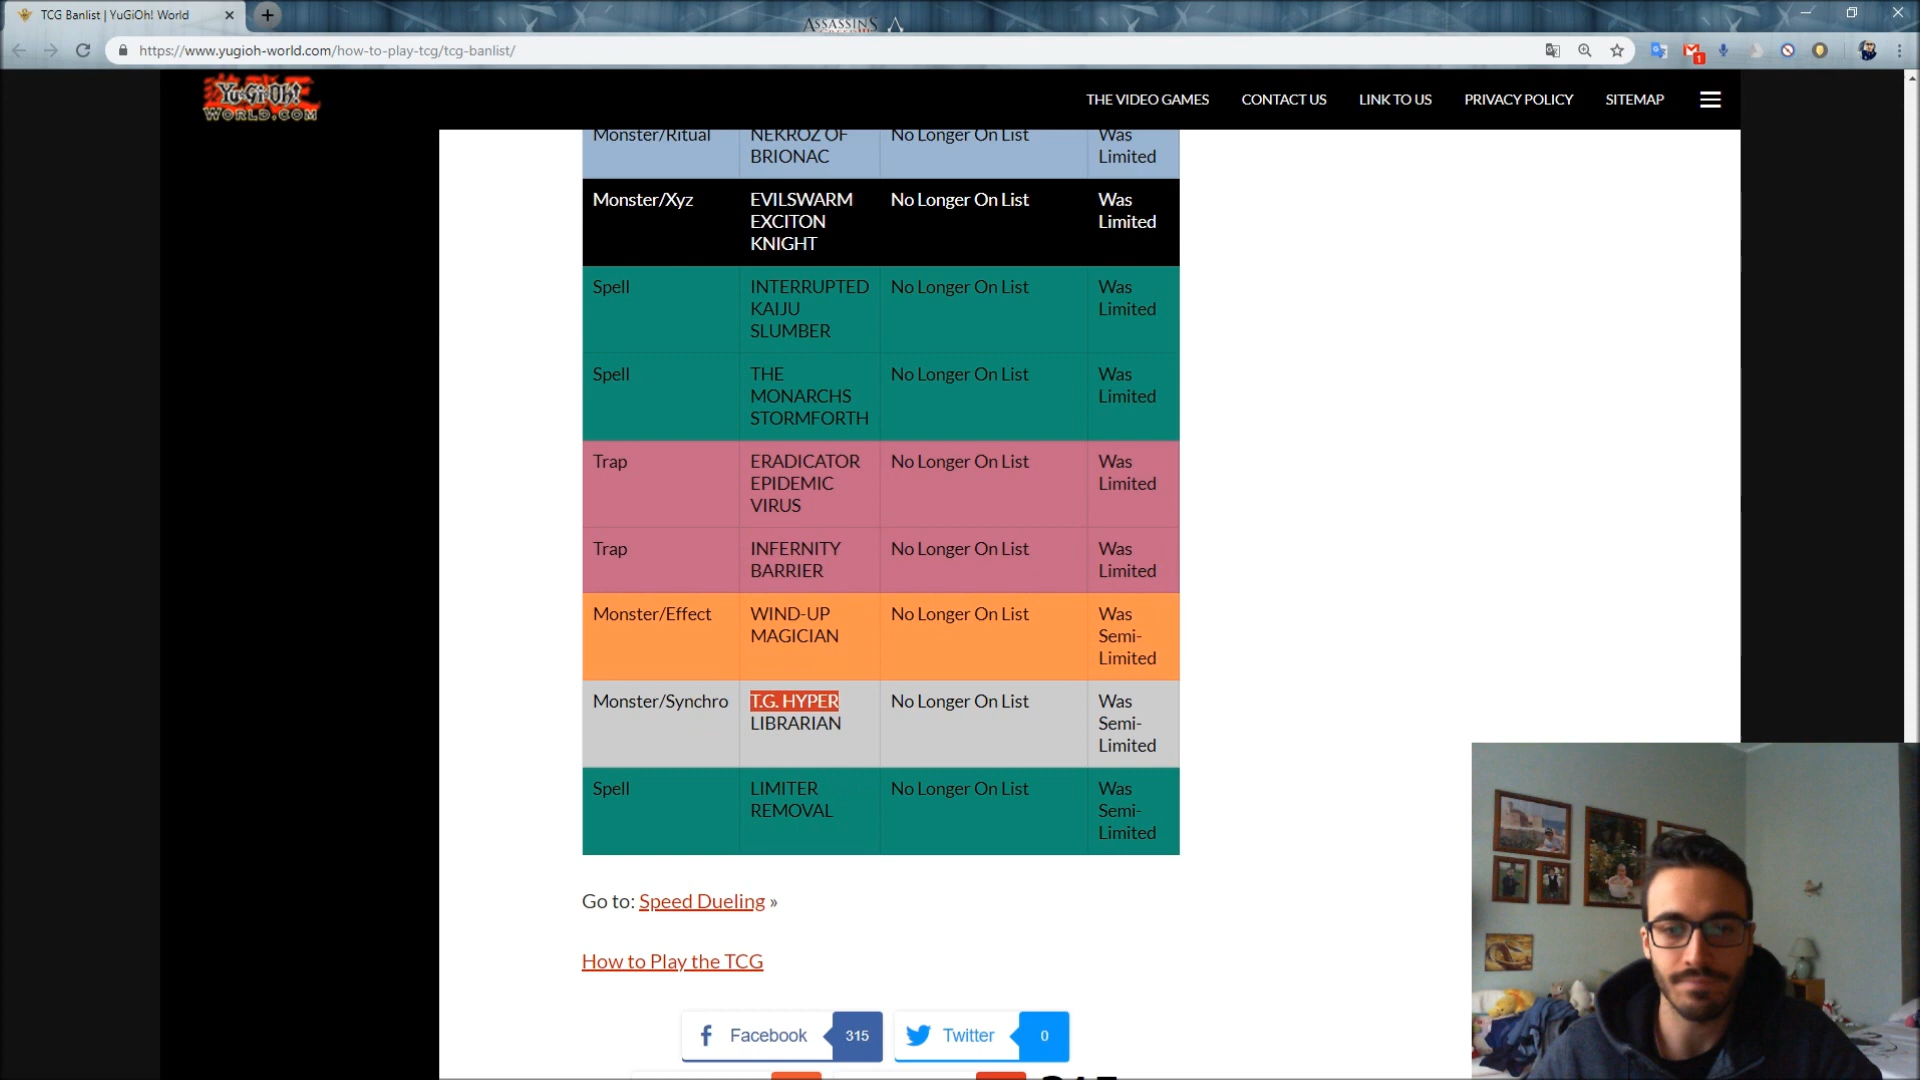 TCG Banlist | YuGiOh! World
ASSASSINS
https://www.yugioh-world.com/how-to-play-tcg/tcg-banlist/
1
Yu-Gi-Oh!
WORLD.COM
THE VIDEO GAMES
CONTACT US
LINK TO US
PRIVACY POLICY
SITEMAP
Monster/Ritual
NEKROZ OF
BRIONAC
No Longer On List
Was
Limited
Monster/Xyz
EVILSWARM
EXCITON
KNIGHT
No Longer On List
Was
Limited
Spell
INTERRUPTED
KAIJU
SLUMBER
No Longer On List
Was
Limited
Spell
THE
MONARCHS
STORMFORTH
No Longer On List
Was
Limited
Trap
ERADICATOR
EPIDEMIC
VIRUS
No Longer On List
Was
Limited
Trap
INFERNITY
BARRIER
No Longer On List
Was
Limited
Monster/Effect
WIND-UP
MAGICIAN
No Longer On List
Was
Semi-
Limited
Monster/Synchro
T.G. HYPER
LIBRARIAN
No Longer On List
Was
Semi-
Limited
Spell
LIMITER
REMOVAL
No Longer On List
Was
Semi-
Limited
Go to: Speed Dueling »
How to Play the TCG
Facebook
315
Twitter
0